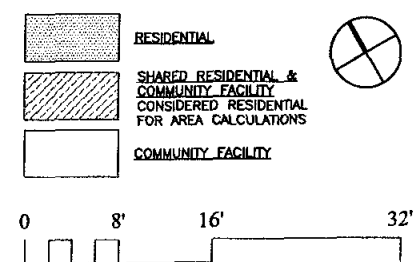 RESIDENTIAL
SHARED RESIDENTIAL &
COMMUNITY FACILITY
CONSIDERED RESIDENTIAL
FOR AREA CALCULATIONS
COMMUNITY FACILITY
0 8' 16' 32'